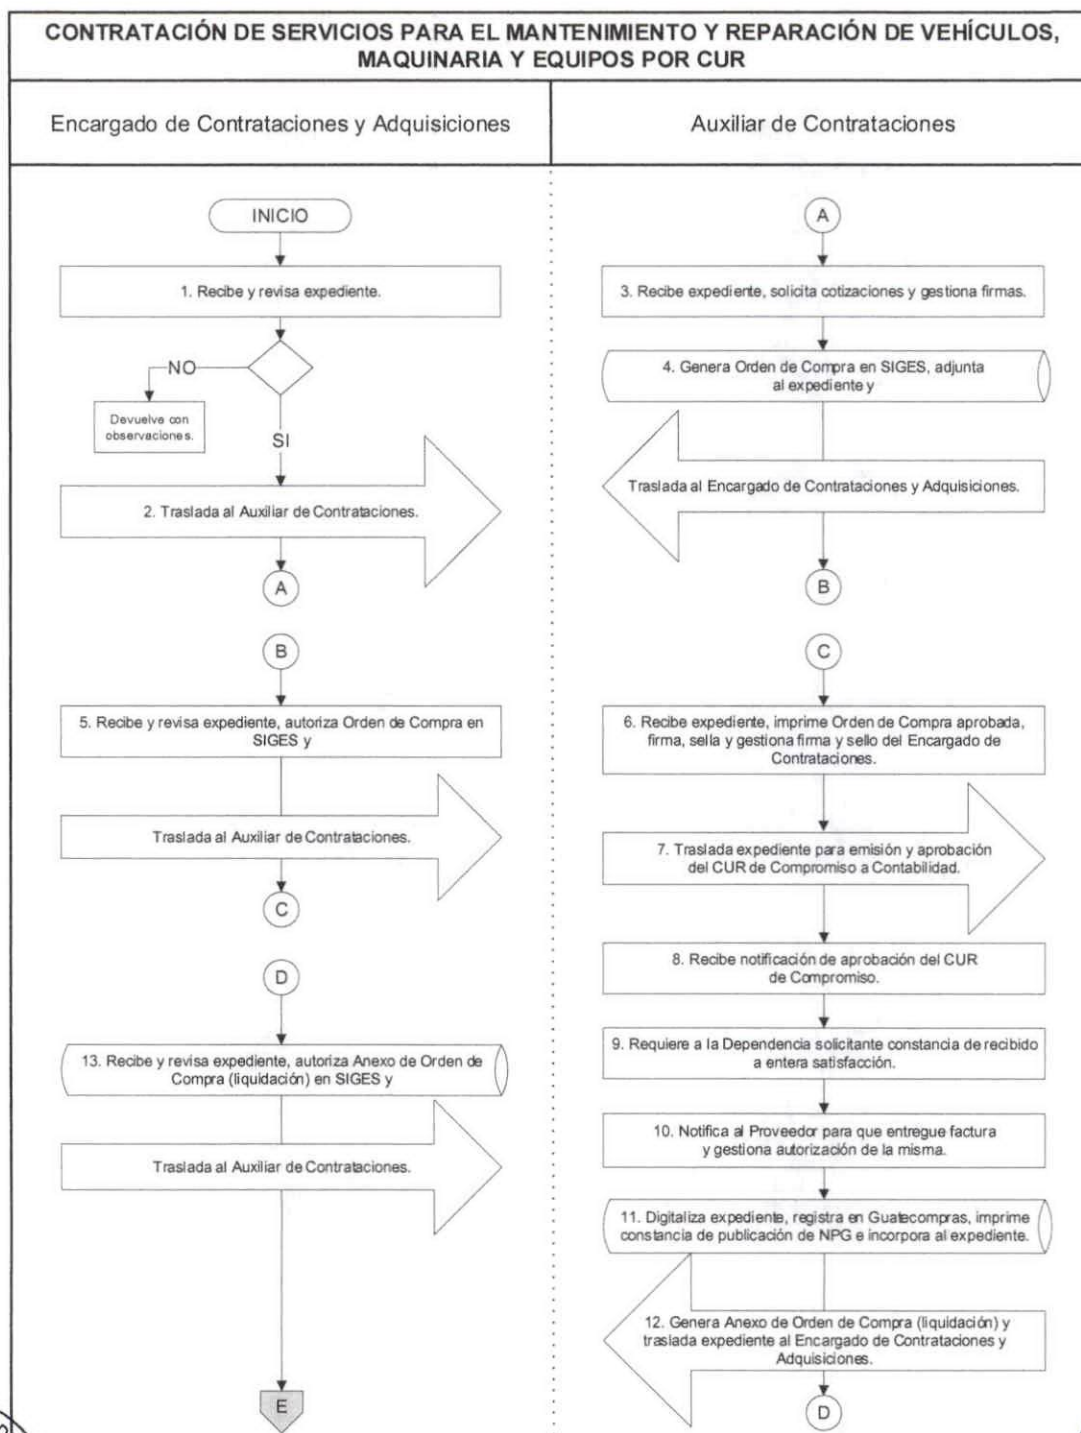 CONTRATACIÓN DE SERVICIOS PARA EL MANTENIMIENTO Y REPARACIÓN DE VEHÍCULOS,
MAQUINARIA Y EQUIPOS POR CUR
Encargado de Contrataciones y Adquisiciones
Auxiliar de Contrataciones
INICIO
1. Recibe y revisa expediente.
NO
Devuelve con
observaciones.
SI
2. Traslada al Auxiliar de Contrataciones.
A
B
5. Recibe y revisa expediente, autoriza Orden de Compra en
SIGES y
Traslada al Auxiliar de Contrataciones.
C
D
13. Recibe y revisa expediente, autoriza Anexo de Orden de
Compra (liquidación) en SIGES y
Traslada al Auxiliar de Contrataciones.
E
A
3. Recibe expediente, solicita cotizaciones y gestiona firmas.
4. Genera Orden de Compra en SIGES, adjunta
al expediente y
Traslada al Encargado de Contrataciones y Adquisiciones.
B
C
6. Recibe expediente, imprime Orden de Compra aprobada,
firma, sella y gestiona firma y sello del Encargado de
Contrataciones.
7. Traslada expediente para emisión y aprobación
del CUR de Compromiso a Contabilidad.
8. Recibe notificación de aprobación del CUR
de Compromiso.
9. Requiere a la Dependencia solicitante constancia de recibido
a entera satisfacción.
10. Notifica al Proveedor para que entregue factura
y gestiona autorización de la misma.
11. Digitaliza expediente, registra en Guatecompras, imprime
constancia de publicación de NPG e incorpora al expediente.
12. Genera Anexo de Orden de Compra (liquidación) y
traslada expediente al Encargado de Contrataciones y
Adquisiciones.
D